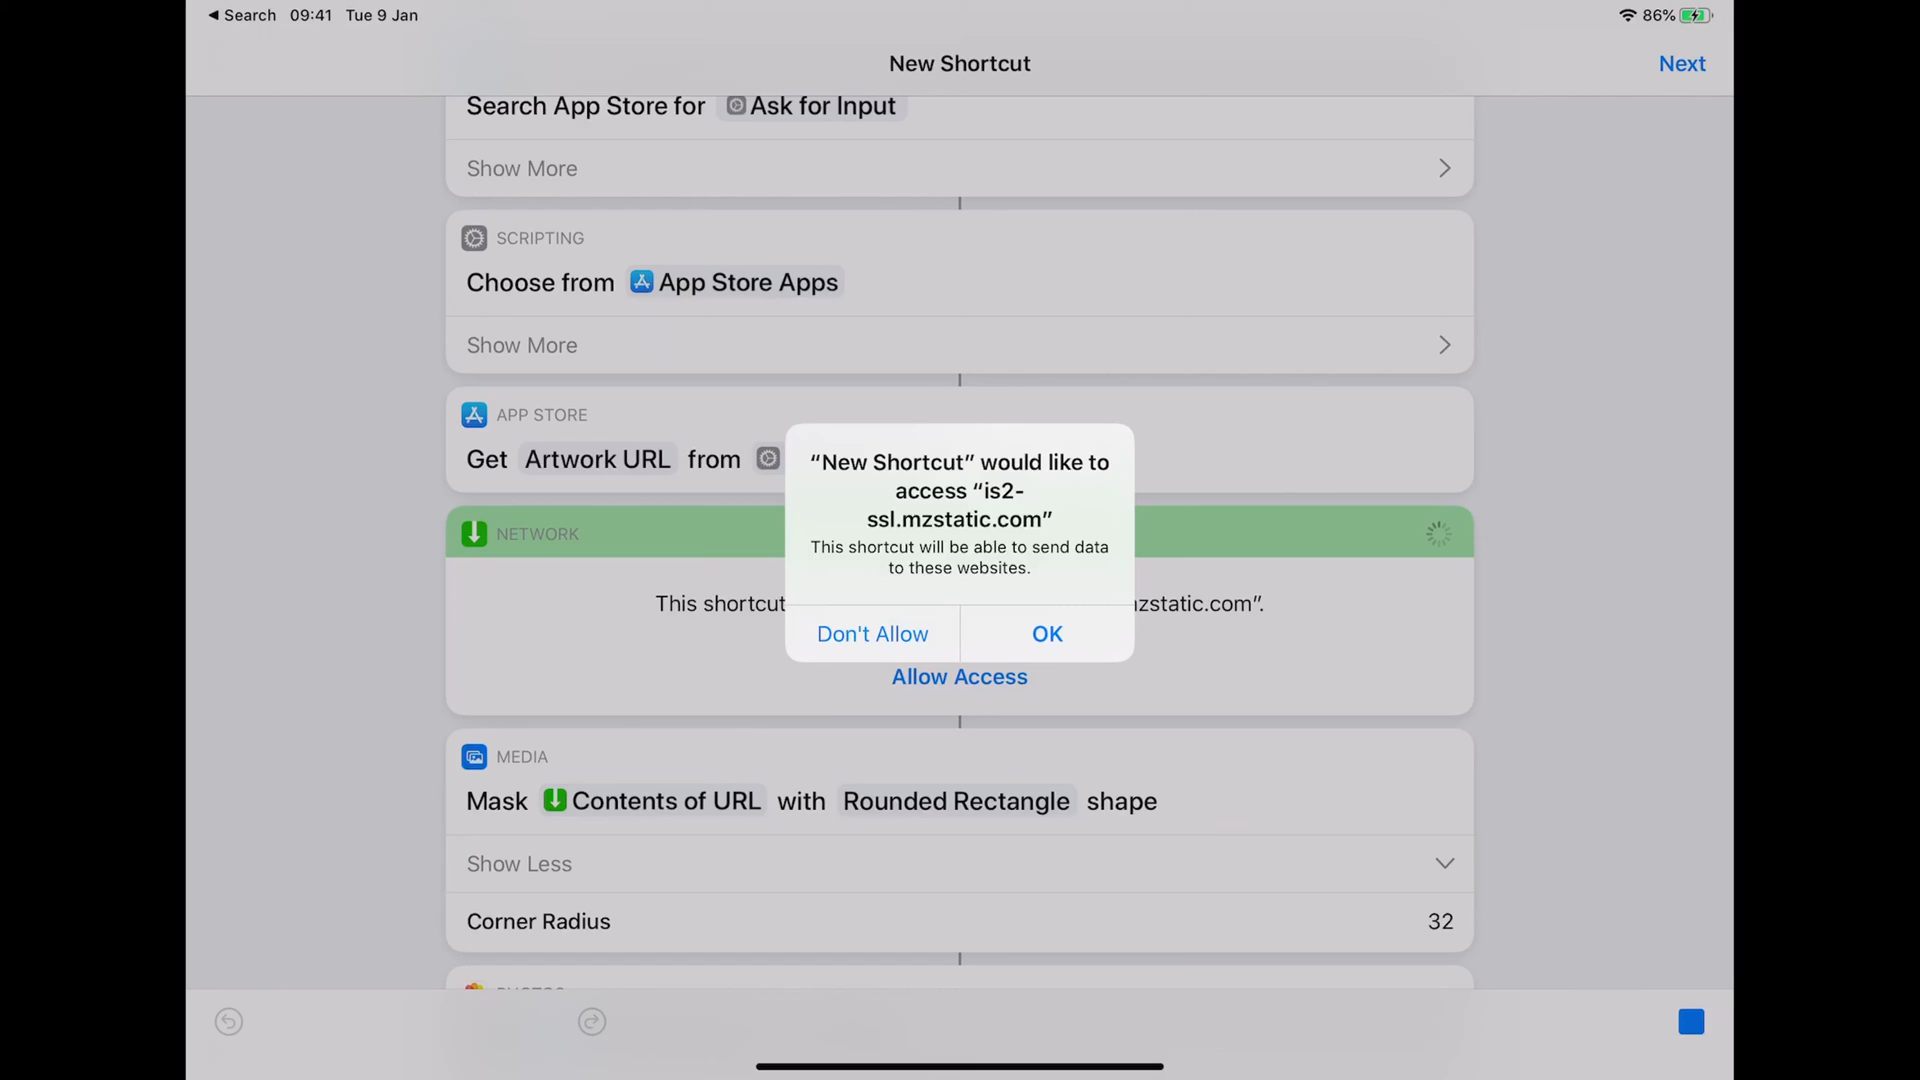 ◀ Search 09:41 Tue 9 Jan
86%
New Shortcut
Next
Search App Store for Ask for Input
Show More
SCRIPTING
Choose from App Store Apps
Show More
APP STORE
Get Artwork URL from
“New Shortcut” would like to
access “is2-
ssl.mzstatic.com”
This shortcut will be able to send data
to these websites.
Don't Allow
OK
NETWORK
This shortcut
mzstatic.com”.
Allow Access
MEDIA
Mask Contents of URL with Rounded Rectangle shape
Show Less
Corner Radius
32
PHOTOS